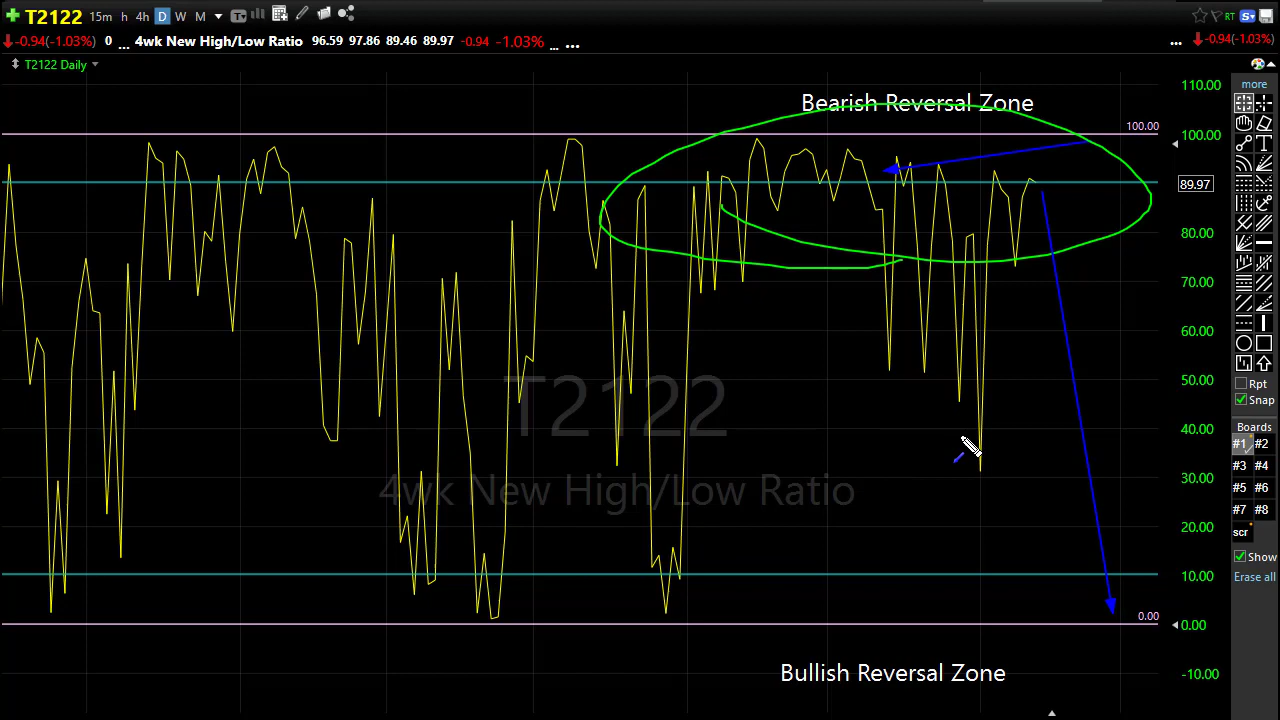 T2122 15m h 4h D W M T RT S
-0.94(-1.03%) 0 ... 4wk New High/Low Ratio 96.59 97.86 89.46 89.97 -0.94 -1.03% ... ... ... -0.94(-1.03%)
T2122 Daily
more
110.00
Bearish Reversal Zone
100.00
100.00
89.97
80.00
70.00
60.00
50.00
T2122
Rpt
Snap
40.00
Boards
#1 #2
#3 #4
30.00
4wk New High/Low Ratio
#5 #6
#7 #8
20.00
scr
Show
10.00
Erase all
0.00
0.00
Bullish Reversal Zone
-10.00